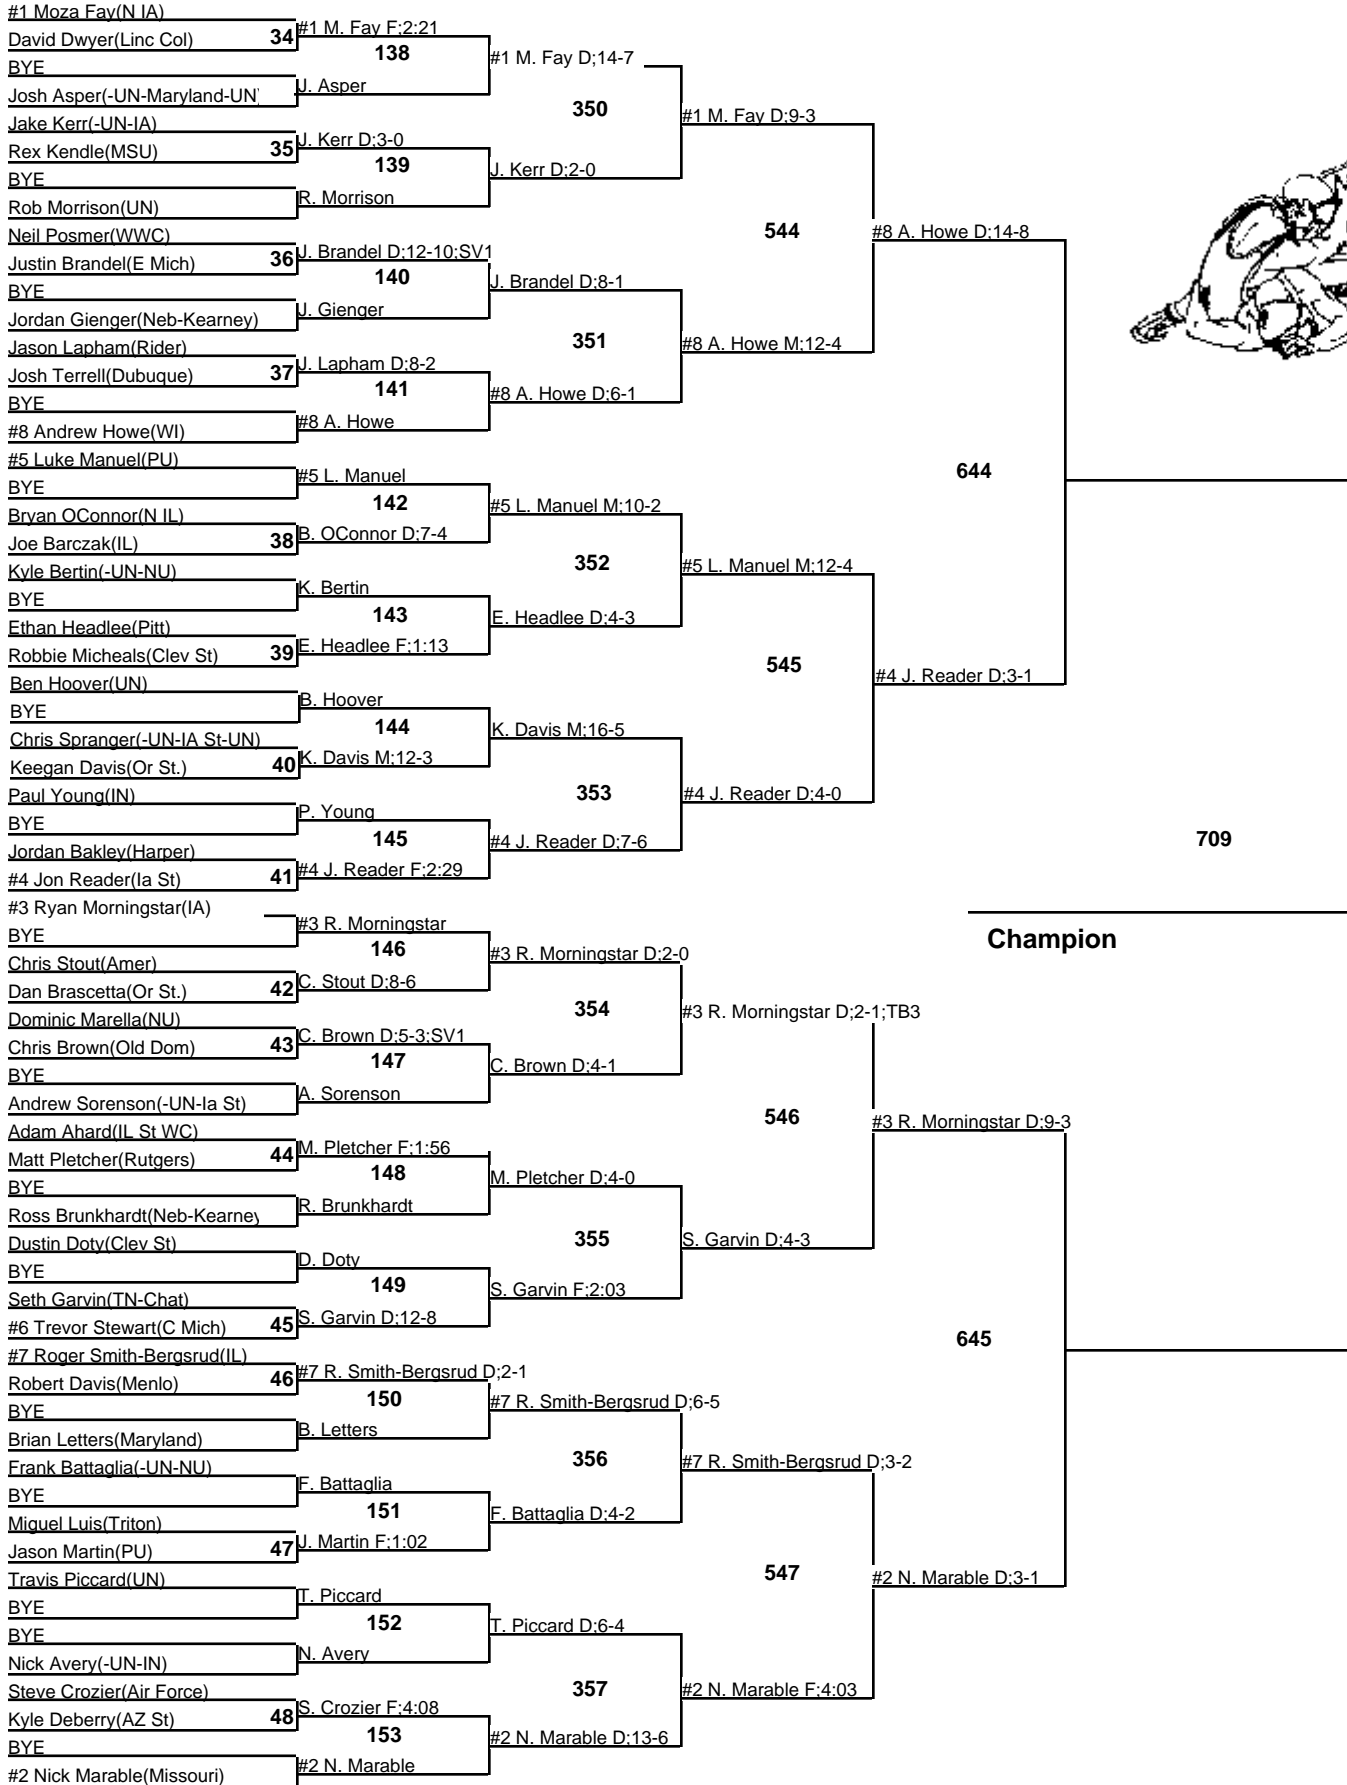 #1 Moza Fay(N IA)
David Dwyer(Linc Col)
34
#1 M. Fay F;2:21
138
#1 M. Fay D;14-7
BYE
Josh Asper(-UN-Maryland-UN)
J. Asper
350
#1 M. Fay D;9-3
Jake Kerr(-UN-IA)
Rex Kendle(MSU)
35
J. Kerr D;3-0
139
J. Kerr D;2-0
BYE
Rob Morrison(UN)
R. Morrison
544
#8 A. Howe D;14-8
Neil Posmer(WWC)
Justin Brandel(E Mich)
36
J. Brandel D;12-10;SV1
140
J. Brandel D;8-1
BYE
Jordan Gienger(Neb-Kearney)
J. Gienger
351
#8 A. Howe M;12-4
Jason Lapham(Rider)
Josh Terrell(Dubuque)
37
J. Lapham D;8-2
141
#8 A. Howe D;6-1
BYE
#8 Andrew Howe(WI)
#8 A. Howe
644
#5 Luke Manuel(PU)
BYE
#5 L. Manuel
142
#5 L. Manuel M;10-2
Bryan OConnor(N IL)
Joe Barczak(IL)
38
B. OConnor D;7-4
352
#5 L. Manuel M;12-4
Kyle Bertin(-UN-NU)
BYE
K. Bertin
143
E. Headlee D;4-3
Ethan Headlee(Pitt)
Robbie Micheals(Clev St)
39
E. Headlee F;1:13
545
#4 J. Reader D;3-1
Ben Hoover(UN)
BYE
B. Hoover
144
K. Davis M;16-5
Chris Spranger(-UN-IA St-UN)
Keegan Davis(Or St.)
40
K. Davis M;12-3
353
#4 J. Reader D;4-0
Paul Young(IN)
BYE
P. Young
145
#4 J. Reader D;7-6
Jordan Bakley(Harper)
#4 Jon Reader(Ia St)
41
#4 J. Reader F;2:29
709
Champion
#3 Ryan Morningstar(IA)
BYE
#3 R. Morningstar
146
#3 R. Morningstar D;2-0
Chris Stout(Amer)
Dan Brascetta(Or St.)
42
C. Stout D;8-6
354
#3 R. Morningstar D;2-1;TB3
Dominic Marella(NU)
Chris Brown(Old Dom)
43
C. Brown D;5-3;SV1
147
C. Brown D;4-1
BYE
Andrew Sorenson(-UN-Ia St)
A. Sorenson
546
#3 R. Morningstar D;9-3
Adam Ahard(IL St WC)
Matt Pletcher(Rutgers)
44
M. Pletcher F;1:56
148
M. Pletcher D;4-0
BYE
Ross Brunkhardt(Neb-Kearney
R. Brunkhardt
355
S. Garvin D;4-3
Dustin Doty(Clev St)
BYE
D. Doty
149
S. Garvin F;2:03
Seth Garvin(TN-Chat)
#6 Trevor Stewart(C Mich)
45
S. Garvin D;12-8
645
#7 Roger Smith-Bergsrud(IL)
Robert Davis(Menlo)
46
#7 R. Smith-Bergsrud D;2-1
150
#7 R. Smith-Bergsrud D;6-5
BYE
Brian Letters(Maryland)
B. Letters
356
#7 R. Smith-Bergsrud D;3-2
Frank Battaglia(-UN-NU)
BYE
F. Battaglia
151
F. Battaglia D;4-2
Miguel Luis(Triton)
Jason Martin(PU)
47
J. Martin F;1:02
547
#2 N. Marable D;3-1
Travis Piccard(UN)
BYE
T. Piccard
152
T. Piccard D;6-4
BYE
Nick Avery(-UN-IN)
N. Avery
357
#2 N. Marable F;4:03
Steve Crozier(Air Force)
Kyle Deberry(AZ St)
48
S. Crozier F;4:08
153
#2 N. Marable D;13-6
BYE
#2 Nick Marable(Missouri)
#2 N. Marable